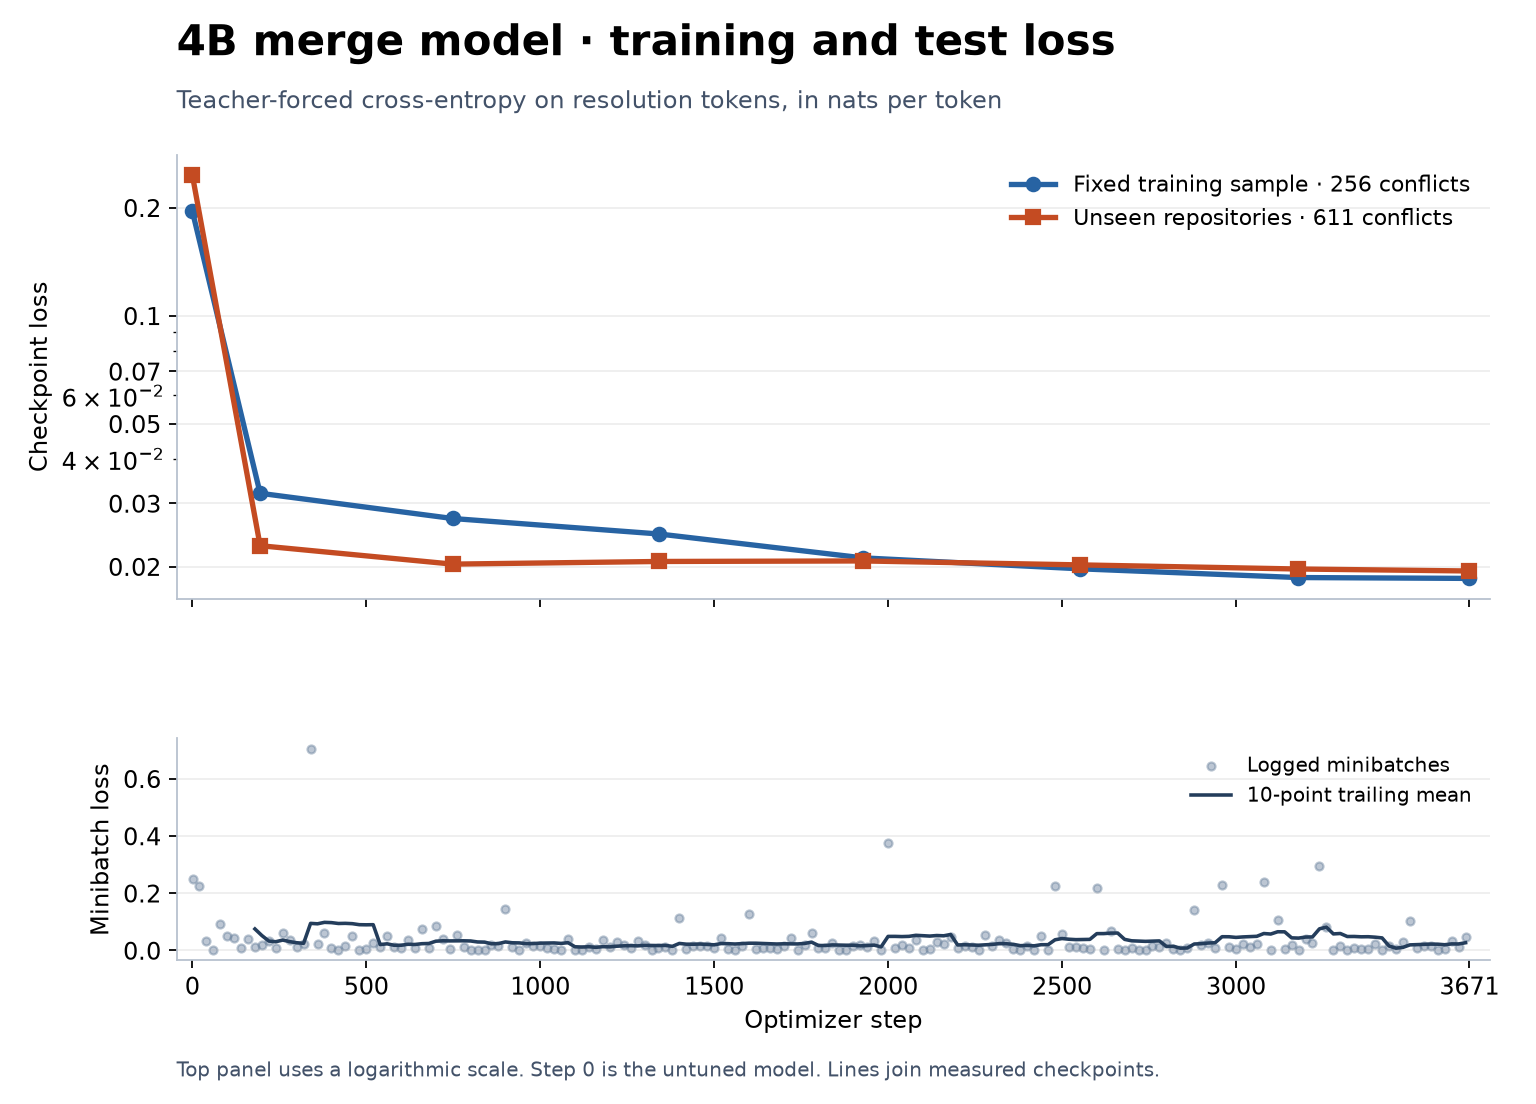 4B merge model · training and test loss
Teacher-forced cross-entropy on resolution tokens, in nats per token
Checkpoint loss
0.2
0.1
0.07
6 × 10⁻²
0.05
4 × 10⁻²
0.03
0.02
Fixed training sample · 256 conflicts
Unseen repositories · 611 conflicts
Minibatch loss
0.6
0.4
0.2
0.0
Logged minibatches
10-point trailing mean
0 500 1000 1500 2000 2500 3000 3671
Optimizer step
Top panel uses a logarithmic scale. Step 0 is the untuned model. Lines join measured checkpoints.